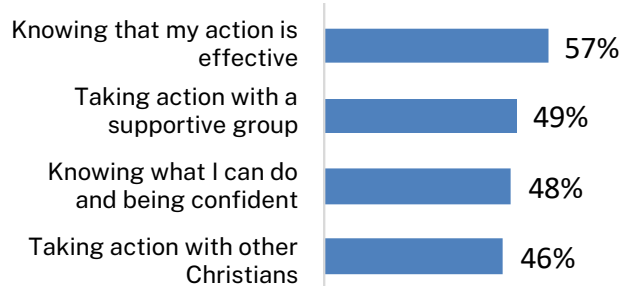 Knowing that my action is
effective
57%
Taking action with a
supportive group
49%
Knowing what I can do
and being confident
48%
Taking action with other
Christians
46%